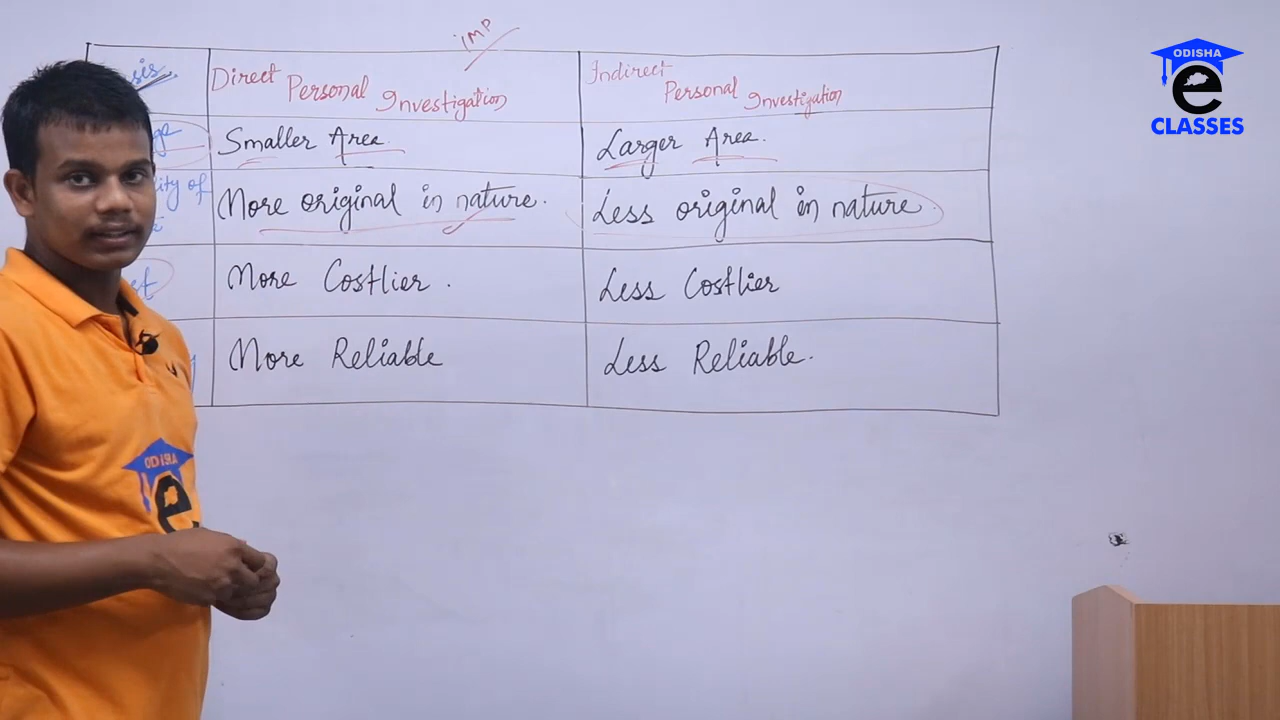 IMP
Direct Personal Investigation
Indirect Personal Investigation
Smaller Area.
Larger Area.
of
More original in nature.
Less original in nature.
More Costlier.
Less Costlier
More Reliable
Less Reliable.
ODISHA
e
CLASSES
ODISHA
e